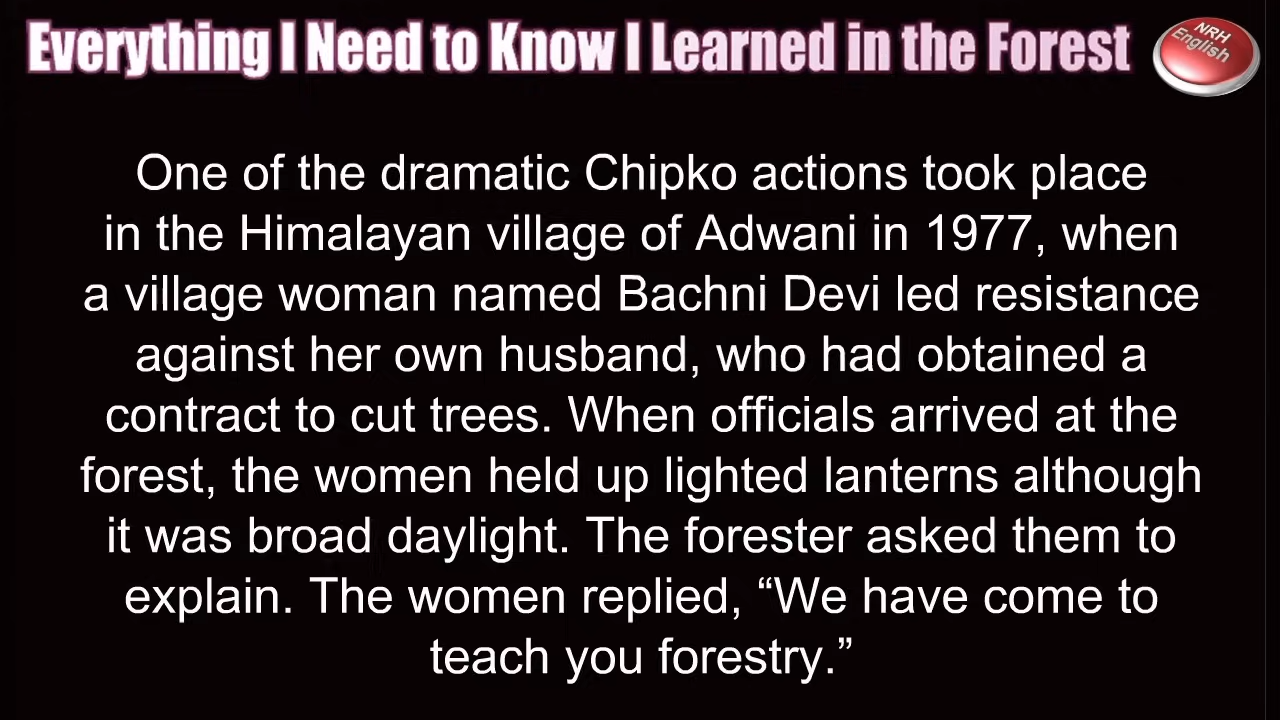 Everything I Need to Know I Learned in the Forest
NRH
English
One of the dramatic Chipko actions took place
in the Himalayan village of Adwani in 1977, when
a village woman named Bachni Devi led resistance
against her own husband, who had obtained a
contract to cut trees. When officials arrived at the
forest, the women held up lighted lanterns although
it was broad daylight. The forester asked them to
explain. The women replied, “We have come to
teach you forestry.”